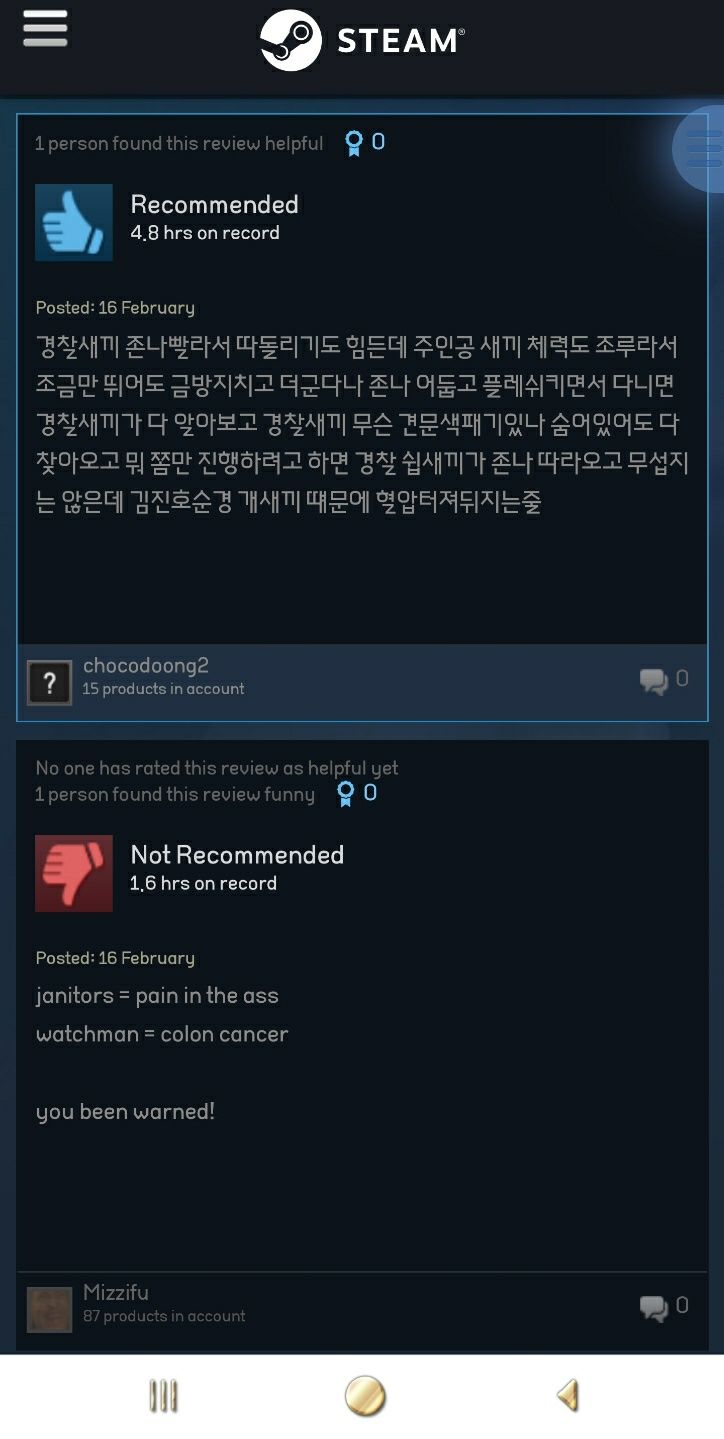 STEAM®
1 person found this review helpful 0
Recommended
4.8 hrs on record
Posted: 16 February
경찰새끼 존나빨라서 따돌리기도 힘든데 주인공 새끼 체력도 조루라서
조금만 뛰어도 금방지치고 더군다나 존나 어둡고 플레쉬키면서 다니면
경찰새끼가 다 알아보고 경찰새끼 무슨 견문색패기있나 숨어있어도 다
찾아오고 뭐 쫌만 진행하려고 하면 경찰 쉽새끼가 존나 따라오고 무섭지
는 않은데 김진호순경 개새끼 떄문에 혈압터져뒤지는줄
?
chocodoong2
15 products in account
0
No one has rated this review as helpful yet
1 person found this review funny 0
Not Recommended
1.6 hrs on record
Posted: 16 February
janitors = pain in the ass
watchman = colon cancer
you been warned!
Mizzifu
87 products in account
0